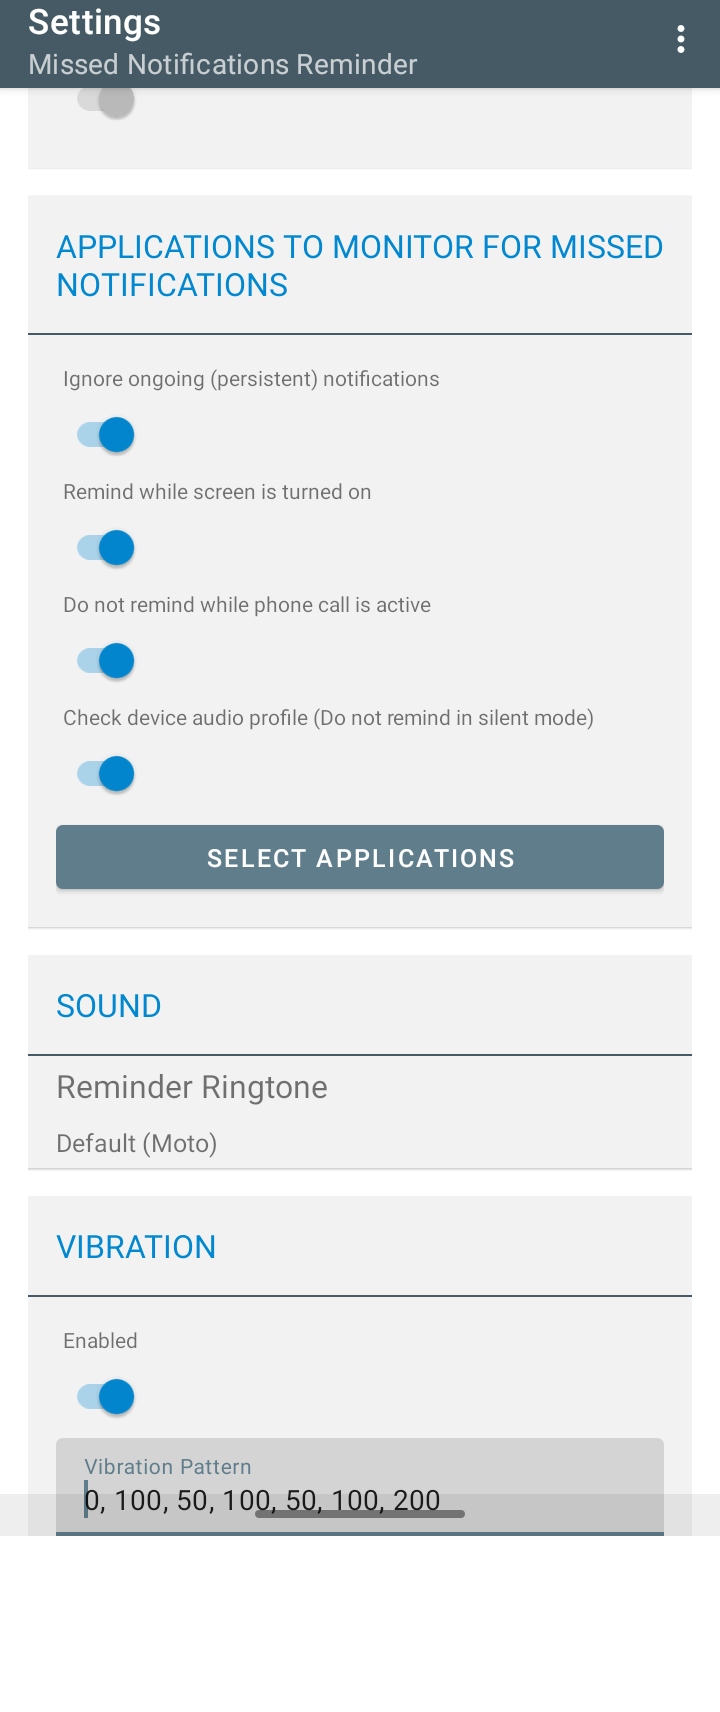 Settings
Missed Notifications Reminder
APPLICATIONS TO MONITOR FOR MISSED
NOTIFICATIONS
Ignore ongoing (persistent) notifications
Remind while screen is turned on
Do not remind while phone call is active
Check device audio profile (Do not remind in silent mode)
SELECT APPLICATIONS
SOUND
Reminder Ringtone
Default (Moto)
VIBRATION
Enabled
Vibration Pattern
0, 100, 50, 100, 50, 100, 200